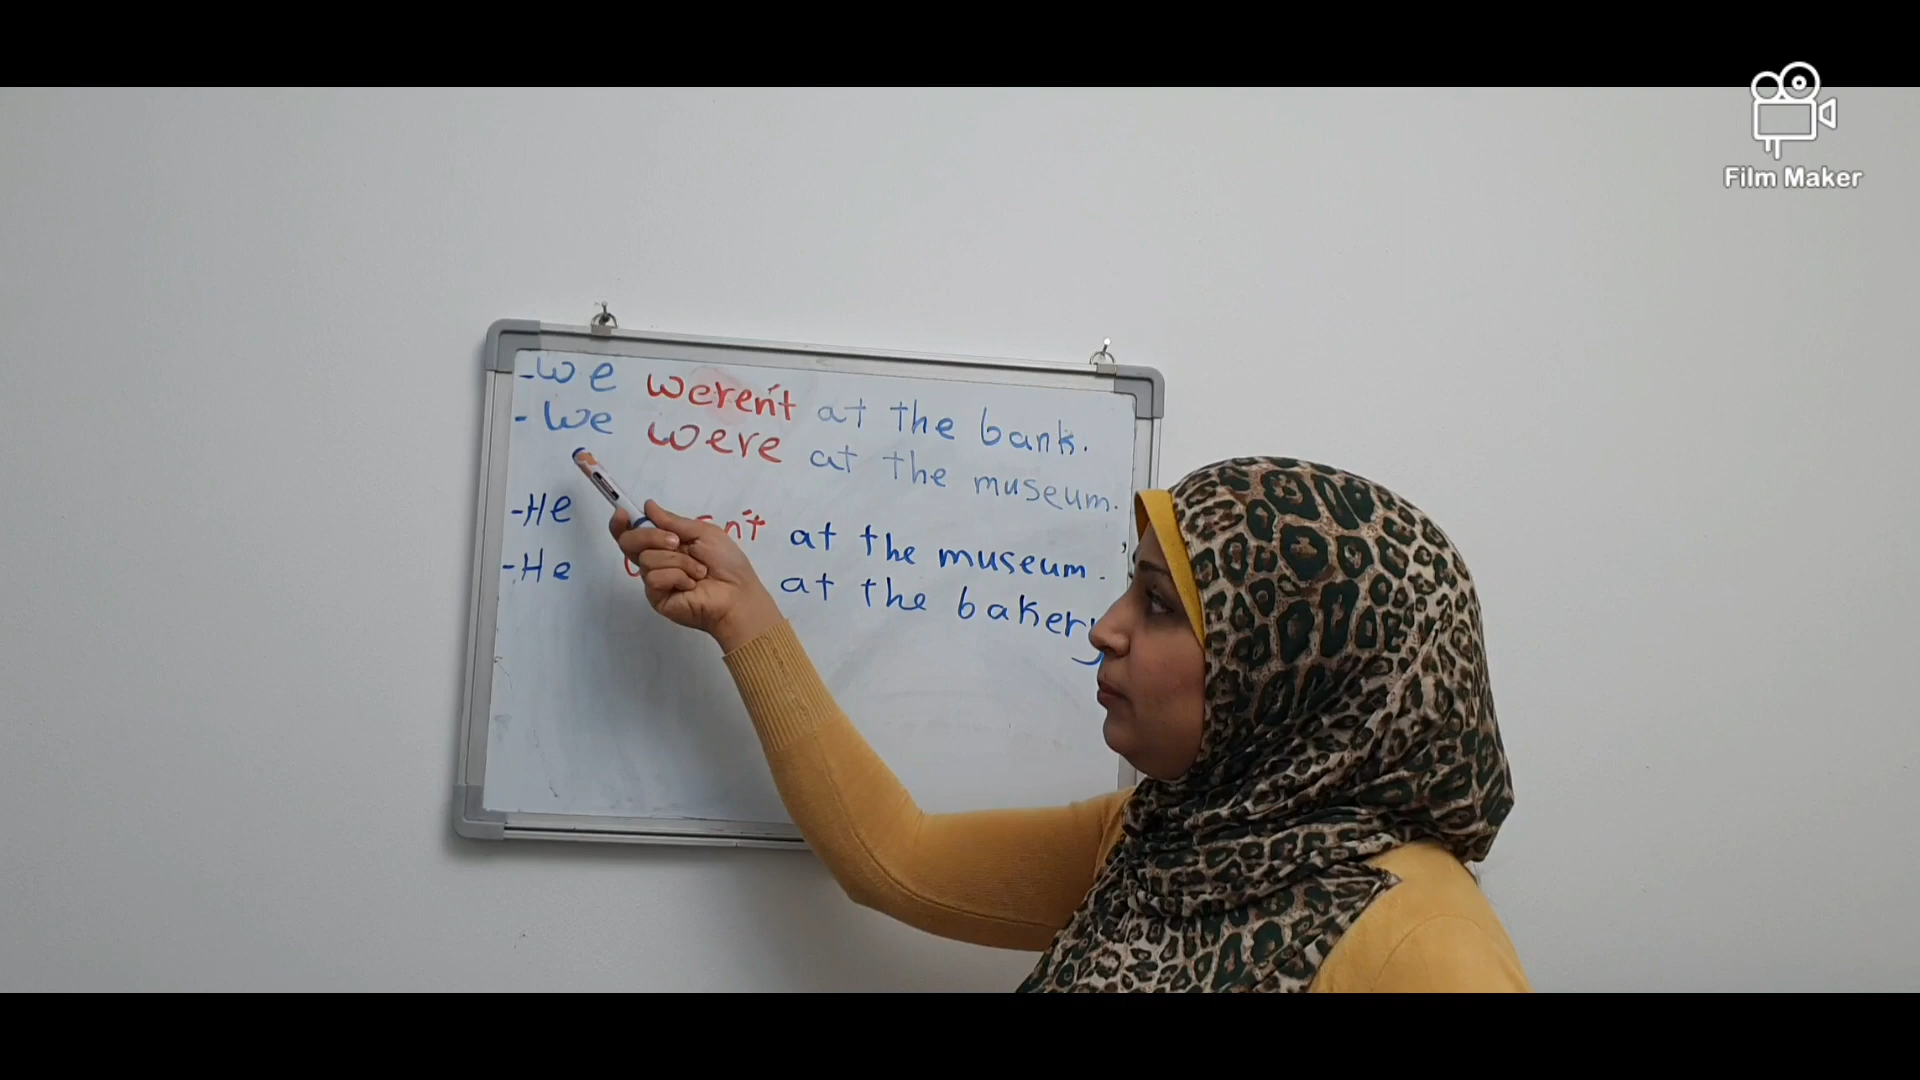 Film Maker
-we weren't at the bank.
-we were at the museum.
-He at the museum.
-He at the bakery